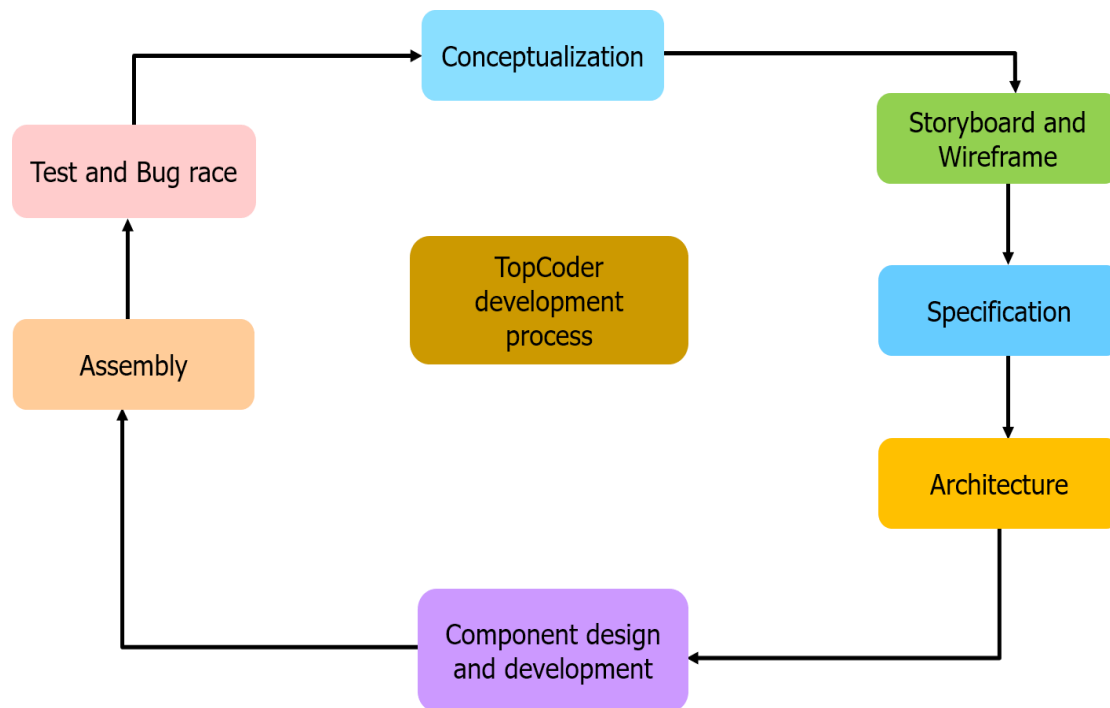 Conceptualization
Storyboard and
Wireframe
Test and Bug race
TopCoder
development
process
Specification
Assembly
Architecture
Component design
and development